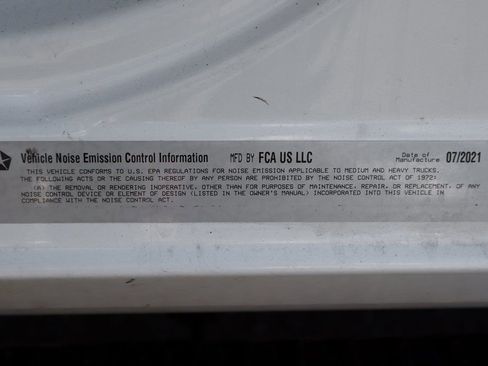 Vehicle Noise Emission Control Information MFD BY FCA US LLC Date of Manufacture 07/2021
THIS VEHICLE CONFORMS TO U.S. EPA REGULATIONS FOR NOISE EMISSION APPLICABLE TO MEDIUM AND HEAVY TRUCKS.
THE FOLLOWING ACTS OR THE CAUSING THEREOF BY ANY PERSON ARE PROHIBITED BY THE NOISE CONTROL ACT OF 1972:
(A) THE REMOVAL OR RENDERING INOPERATIVE, OTHER THAN FOR PURPOSES OF MAINTENANCE, REPAIR, OR REPLACEMENT, OF ANY
NOISE CONTROL DEVICE OR ELEMENT OF DESIGN (LISTED IN THE OWNER'S MANUAL) INCORPORATED INTO THIS VEHICLE IN
COMPLIANCE WITH THE NOISE CONTROL ACT.